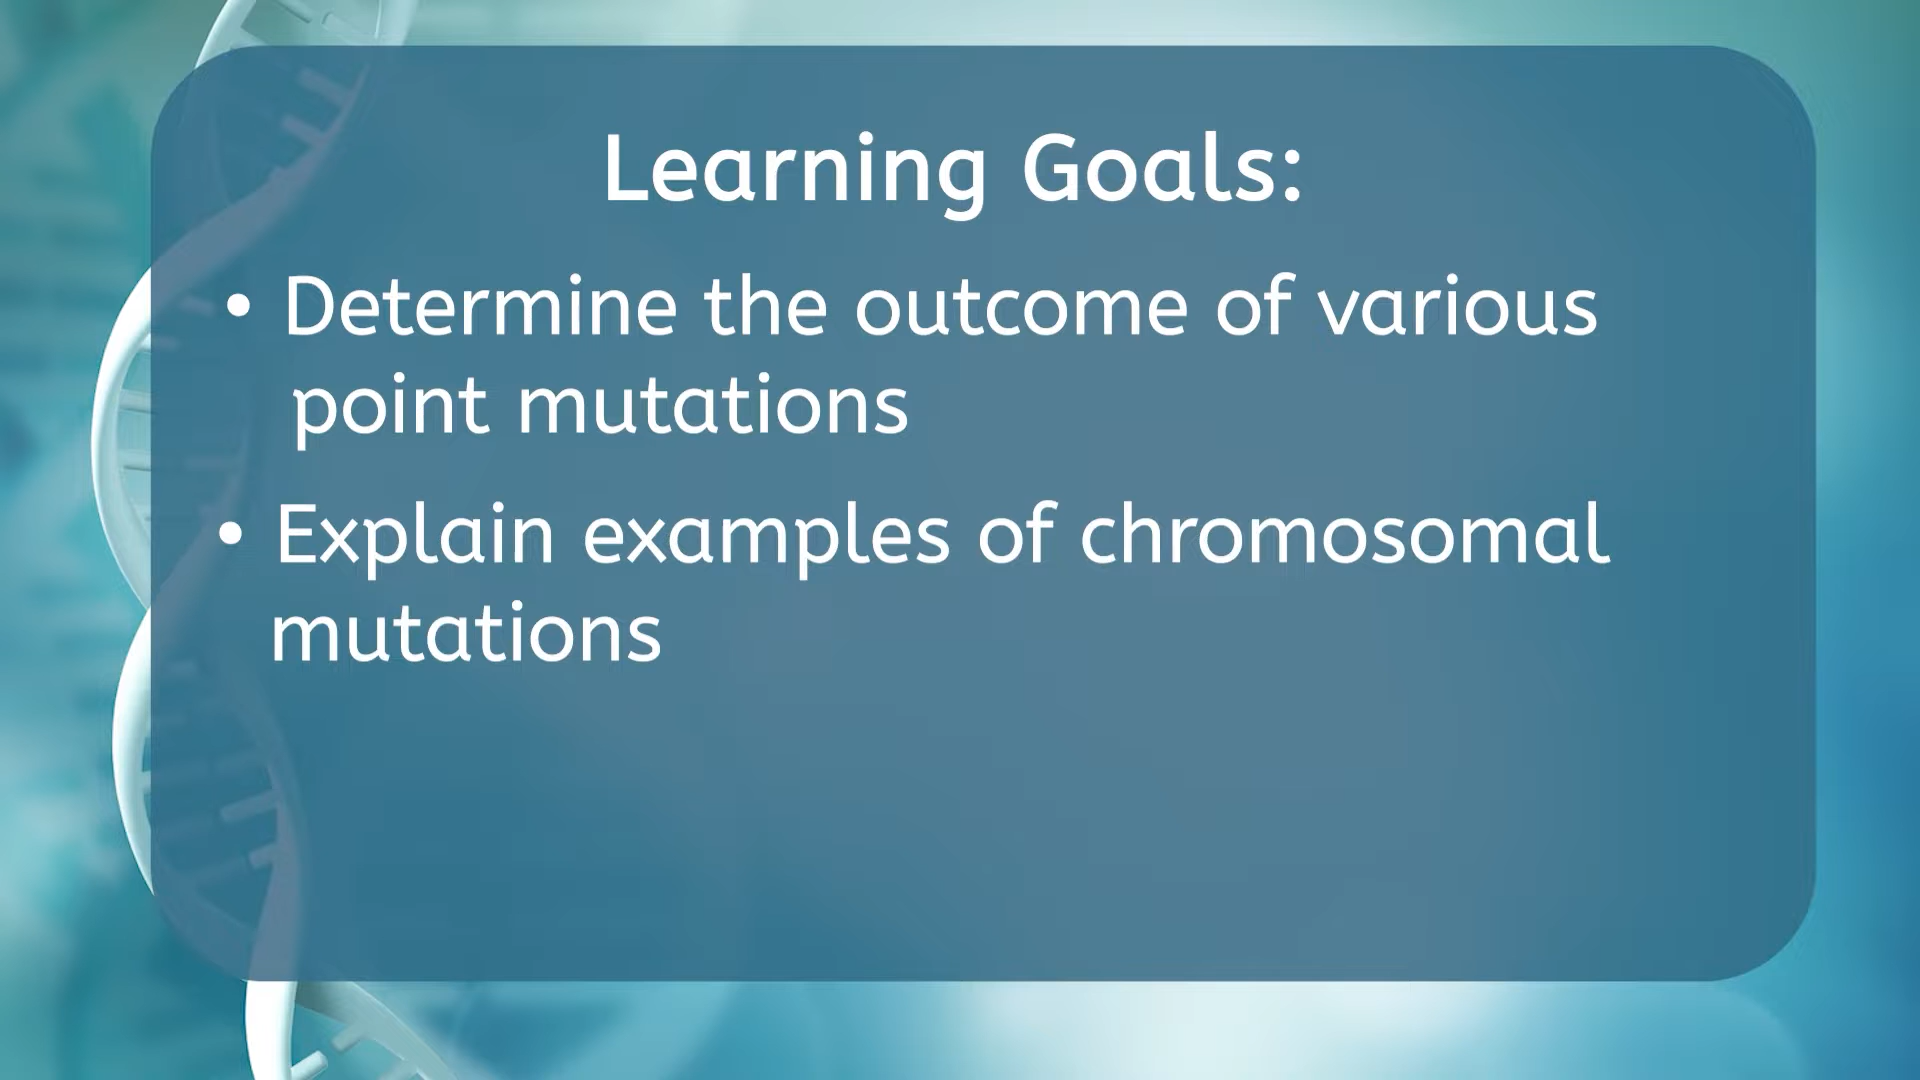 Learning Goals:
• Determine the outcome of various
point mutations
• Explain examples of chromosomal
mutations